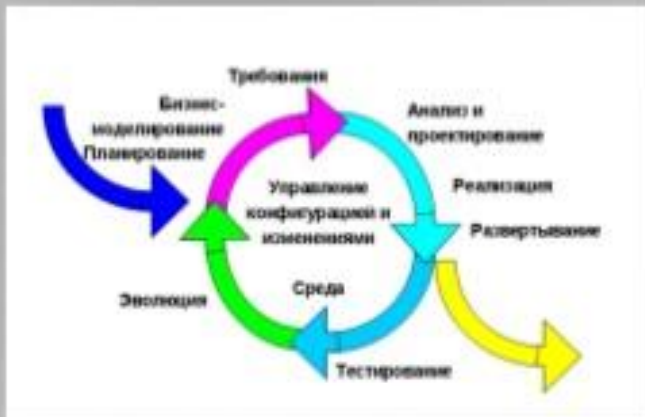 Требования
Бизнес-
моделирование
Планирование
Анализ и
проектирование
Управление
конфигурацией и
изменениями
Реализация
Развертывание
Среда
Эволюция
Тестирование